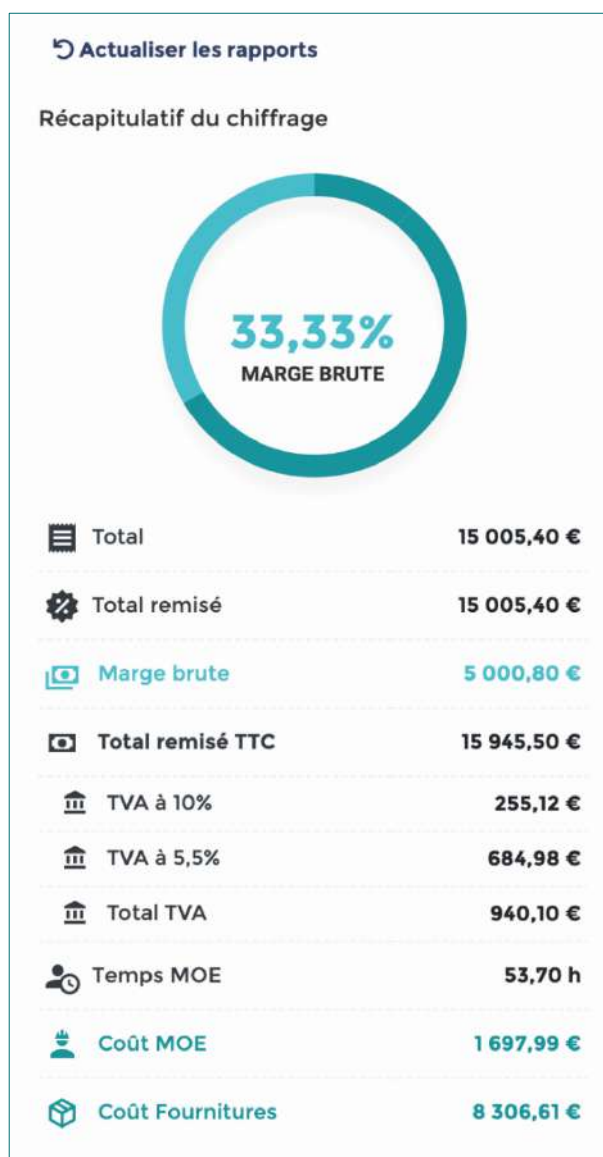 Actualiser les rapports
Récapitulatif du chiffrage
33,33%
MARGE BRUTE
Total 15 005,40 €
Total remisé 15 005,40 €
Marge brute 5 000,80 €
Total remisé TTC 15 945,50 €
TVA à 10% 255,12 €
TVA à 5,5% 684,98 €
Total TVA 940,10 €
Temps MOE 53,70 h
Coût MOE 1 697,99 €
Coût Fournitures 8 306,61 €